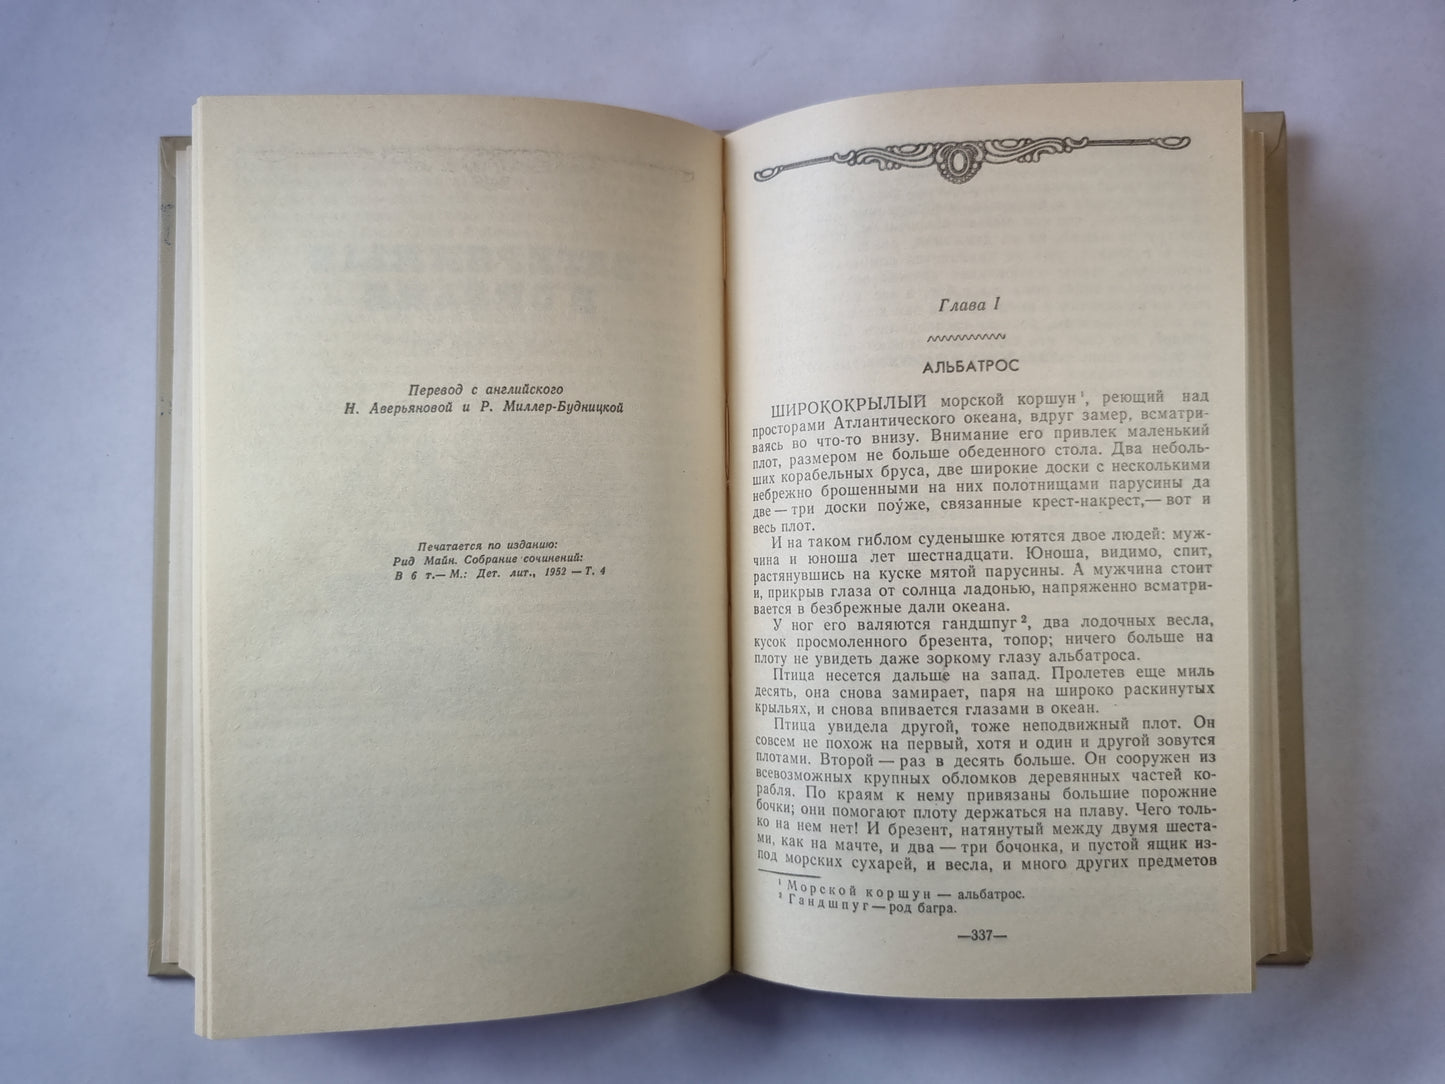 Перевод с английского
Н. Аверьяновой и Р. Миллер-Будницкой
Печатается по изданию:
Рид Майн. Собрание сочинений:
В 6 т.— М.: Дет. лит., 1952 — Т. 4
Глава I
АЛЬБАТРОС
ШИРОКОКРЫЛЫЙ морской коршун¹, реющий над
просторами Атлантического океана, вдруг замер, всматри-
ваясь во что-то внизу. Внимание его привлек маленький
плот, размером не больше обеденного стола. Два неболь-
ших корабельных бруса, две широкие доски с несколькими
небрежно брошенными на них полотнищами парусины да
две — три доски поу́же, связанные крест-накрест,— вот и
весь плот.
И на таком гиблом суденышке ютятся двое людей: муж-
чина и юноша лет шестнадцати. Юноша, видимо, спит,
растянувшись на куске мятой парусины. А мужчина стоит
и, прикрыв глаза от солнца ладонью, напряженно всматри-
вается в безбрежные дали океана.
У ног его валяются гандшпуг², два лодочных весла,
кусок просмоленного брезента, топор; ничего больше на
плоту не увидеть даже зоркому глазу альбатроса.
Птица несется дальше на запад. Пролетев еще миль
десять, она снова замирает, паря на широко раскинутых
крыльях, и снова впивается глазами в океан.
Птица увидела другой, тоже неподвижный плот. Он
совсем не похож на первый, хотя и один и другой зовутся
плотами. Второй — раз в десять больше. Он сооружен из
всевозможных крупных обломков деревянных частей ко-
рабля. По краям к нему привязаны большие порожние
бочки; они помогают плоту держаться на плаву. Чего толь-
ко на нем нет! И брезент, натянутый между двумя шеста-
ми, как на мачте, и два — три бочонка, и пустой ящик из-
под морских сухарей, и весла, и много других предметов
¹ Морской коршун — альбатрос.
² Гандшпуг — род багра.
—337—